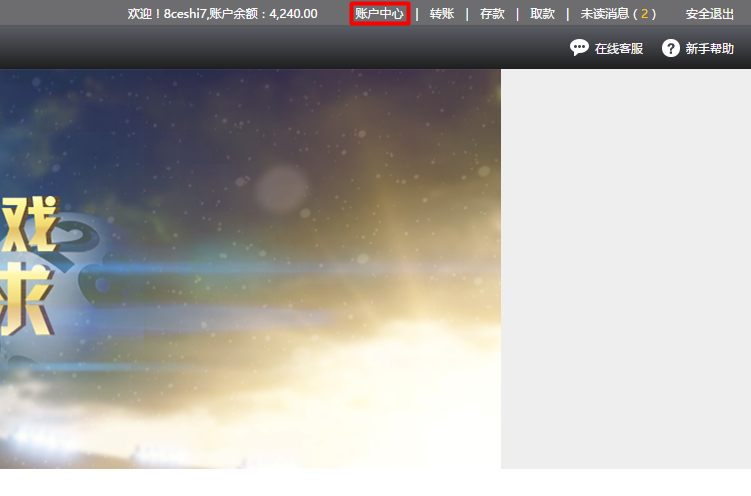 欢迎！8ceshi7,账户余额：4,240.00 账户中心 | 转账 | 存款 | 取款 | 未读消息 ( 2 ) 安全退出
在线客服 新手帮助
戏